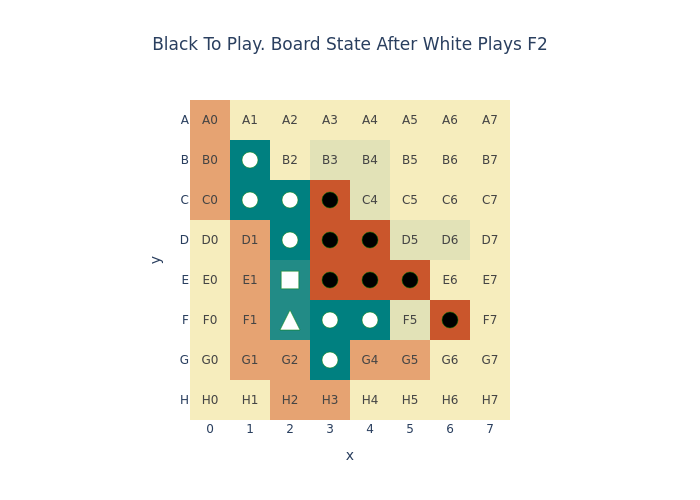 Black To Play. Board State After White Plays F2
A A0 A1 A2 A3 A4 A5 A6 A7
B B0 B2 B3 B4 B5 B6 B7
C C0 C4 C5 C6 C7
D D0 D1 D5 D6 D7
E E0 E1 E6 E7
F F0 F1 F5 F7
G G0 G1 G2 G4 G5 G6 G7
H H0 H1 H2 H3 H4 H5 H6 H7
0 1 2 3 4 5 6 7
x
y